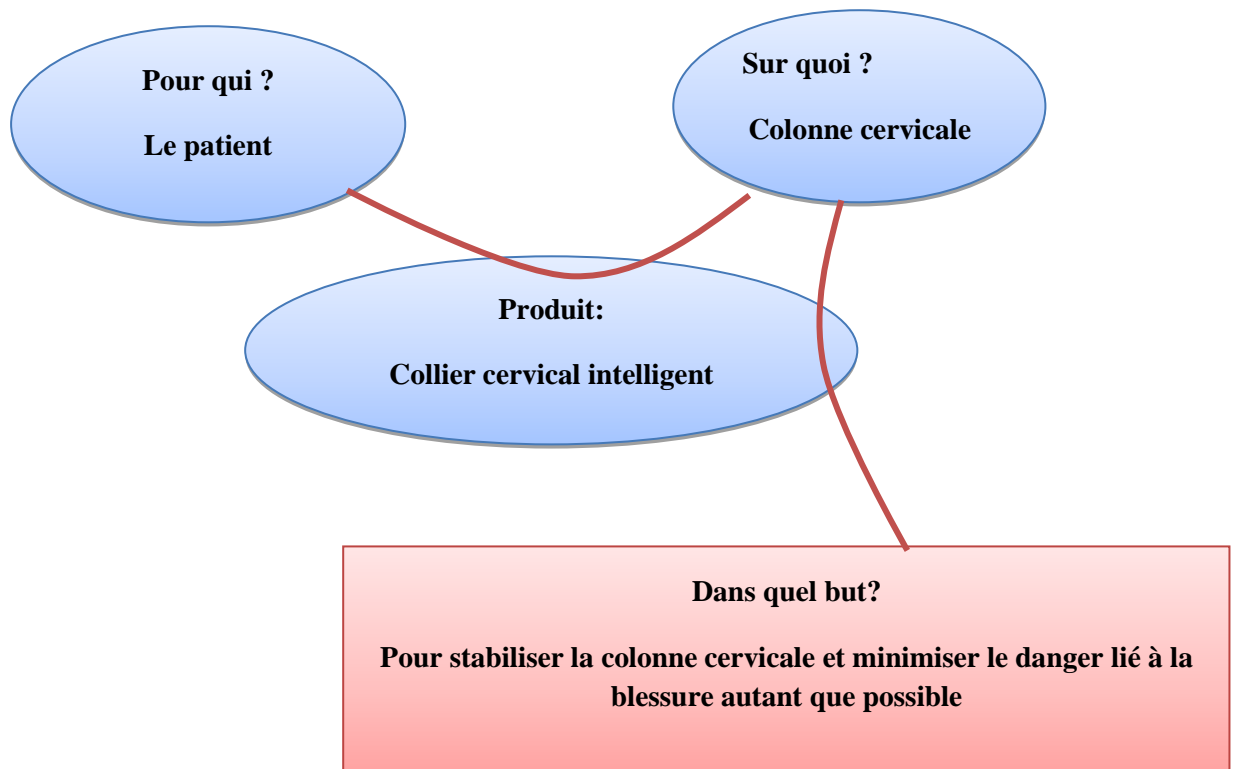 Pour qui ?
Le patient
Sur quoi ?
Colonne cervicale
Produit:
Collier cervical intelligent
Dans quel but?
Pour stabiliser la colonne cervicale et minimiser le danger lié à la
blessure autant que possible